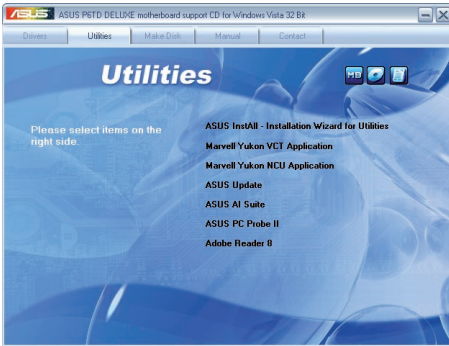 ASUS ASUS P6TD DELUXE motherboard support CD for Windows Vista 32 Bit
Drivers Utilities Make Disk Manual Contact
Utilities
MB
Please select items on the
right side.
ASUS InstAll - Installation Wizard for Utilities
Marvell Yukon VCT Application
Marvell Yukon NCU Application
ASUS Update
ASUS AI Suite
ASUS PC Probe II
Adobe Reader 8